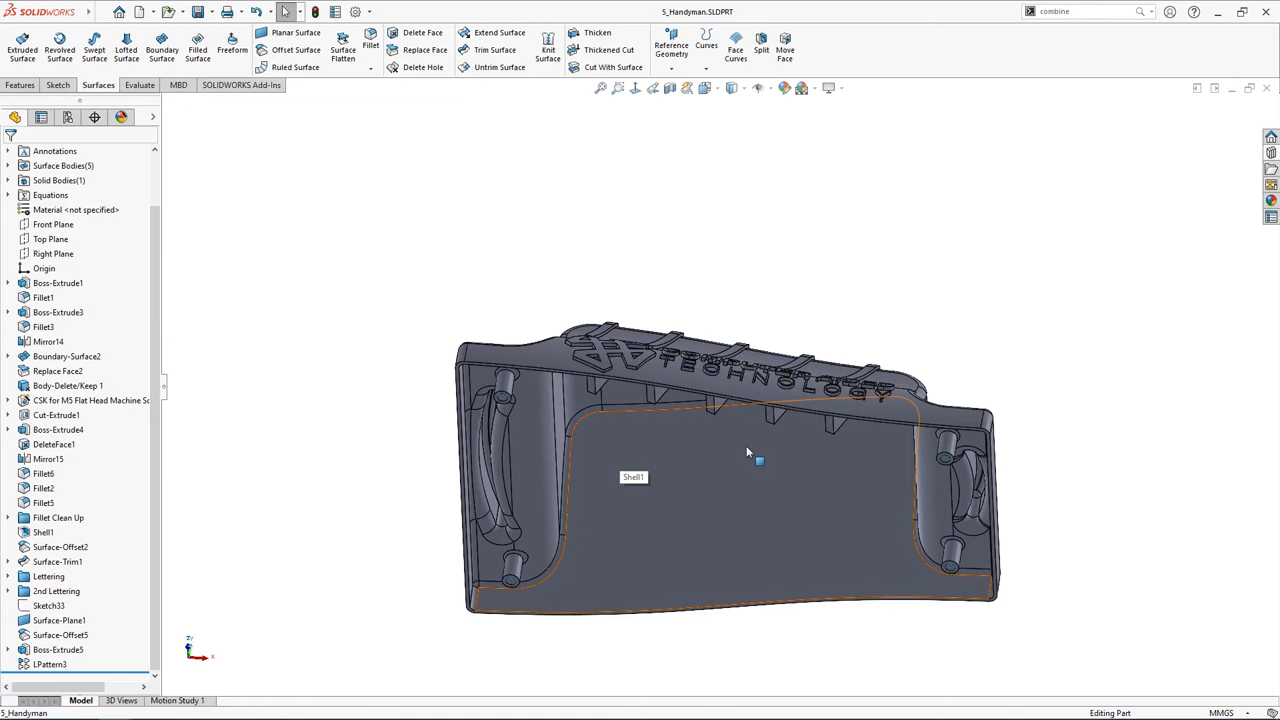 SOLIDWORKS
5_Handyman.SLDPRT
combine
Extruded Surface
Revolved Surface
Swept Surface
Lofted Surface
Boundary Surface
Filled Surface
Freeform
Planar Surface
Offset Surface
Ruled Surface
Surface Flatten
Fillet
Delete Face
Replace Face
Delete Hole
Extend Surface
Trim Surface
Untrim Surface
Knit Surface
Thicken
Thickened Cut
Cut With Surface
Reference Geometry
Curves
Face Curves
Split
Move Face
Features Sketch Surfaces Evaluate MBD SOLIDWORKS Add-Ins
Annotations
Surface Bodies(5)
Solid Bodies(1)
Equations
Material <not specified>
Front Plane
Top Plane
Right Plane
Origin
Boss-Extrude1
Fillet1
Boss-Extrude3
Fillet3
Mirror14
Boundary-Surface2
Replace Face2
Body-Delete/Keep 1
CSK for M5 Flat Head Machine Sc
Cut-Extrude1
Boss-Extrude4
DeleteFace1
Mirror15
Fillet6
Fillet2
Fillet5
Fillet Clean Up
Shell1
Surface-Offset2
Surface-Trim1
Lettering
2nd Lettering
Sketch33
Surface-Plane1
Surface-Offset5
Boss-Extrude5
LPattern3
TECHNOLOGY
Shell1
x
Model 3D Views Motion Study 1
5_Handyman
Editing Part
MMGS